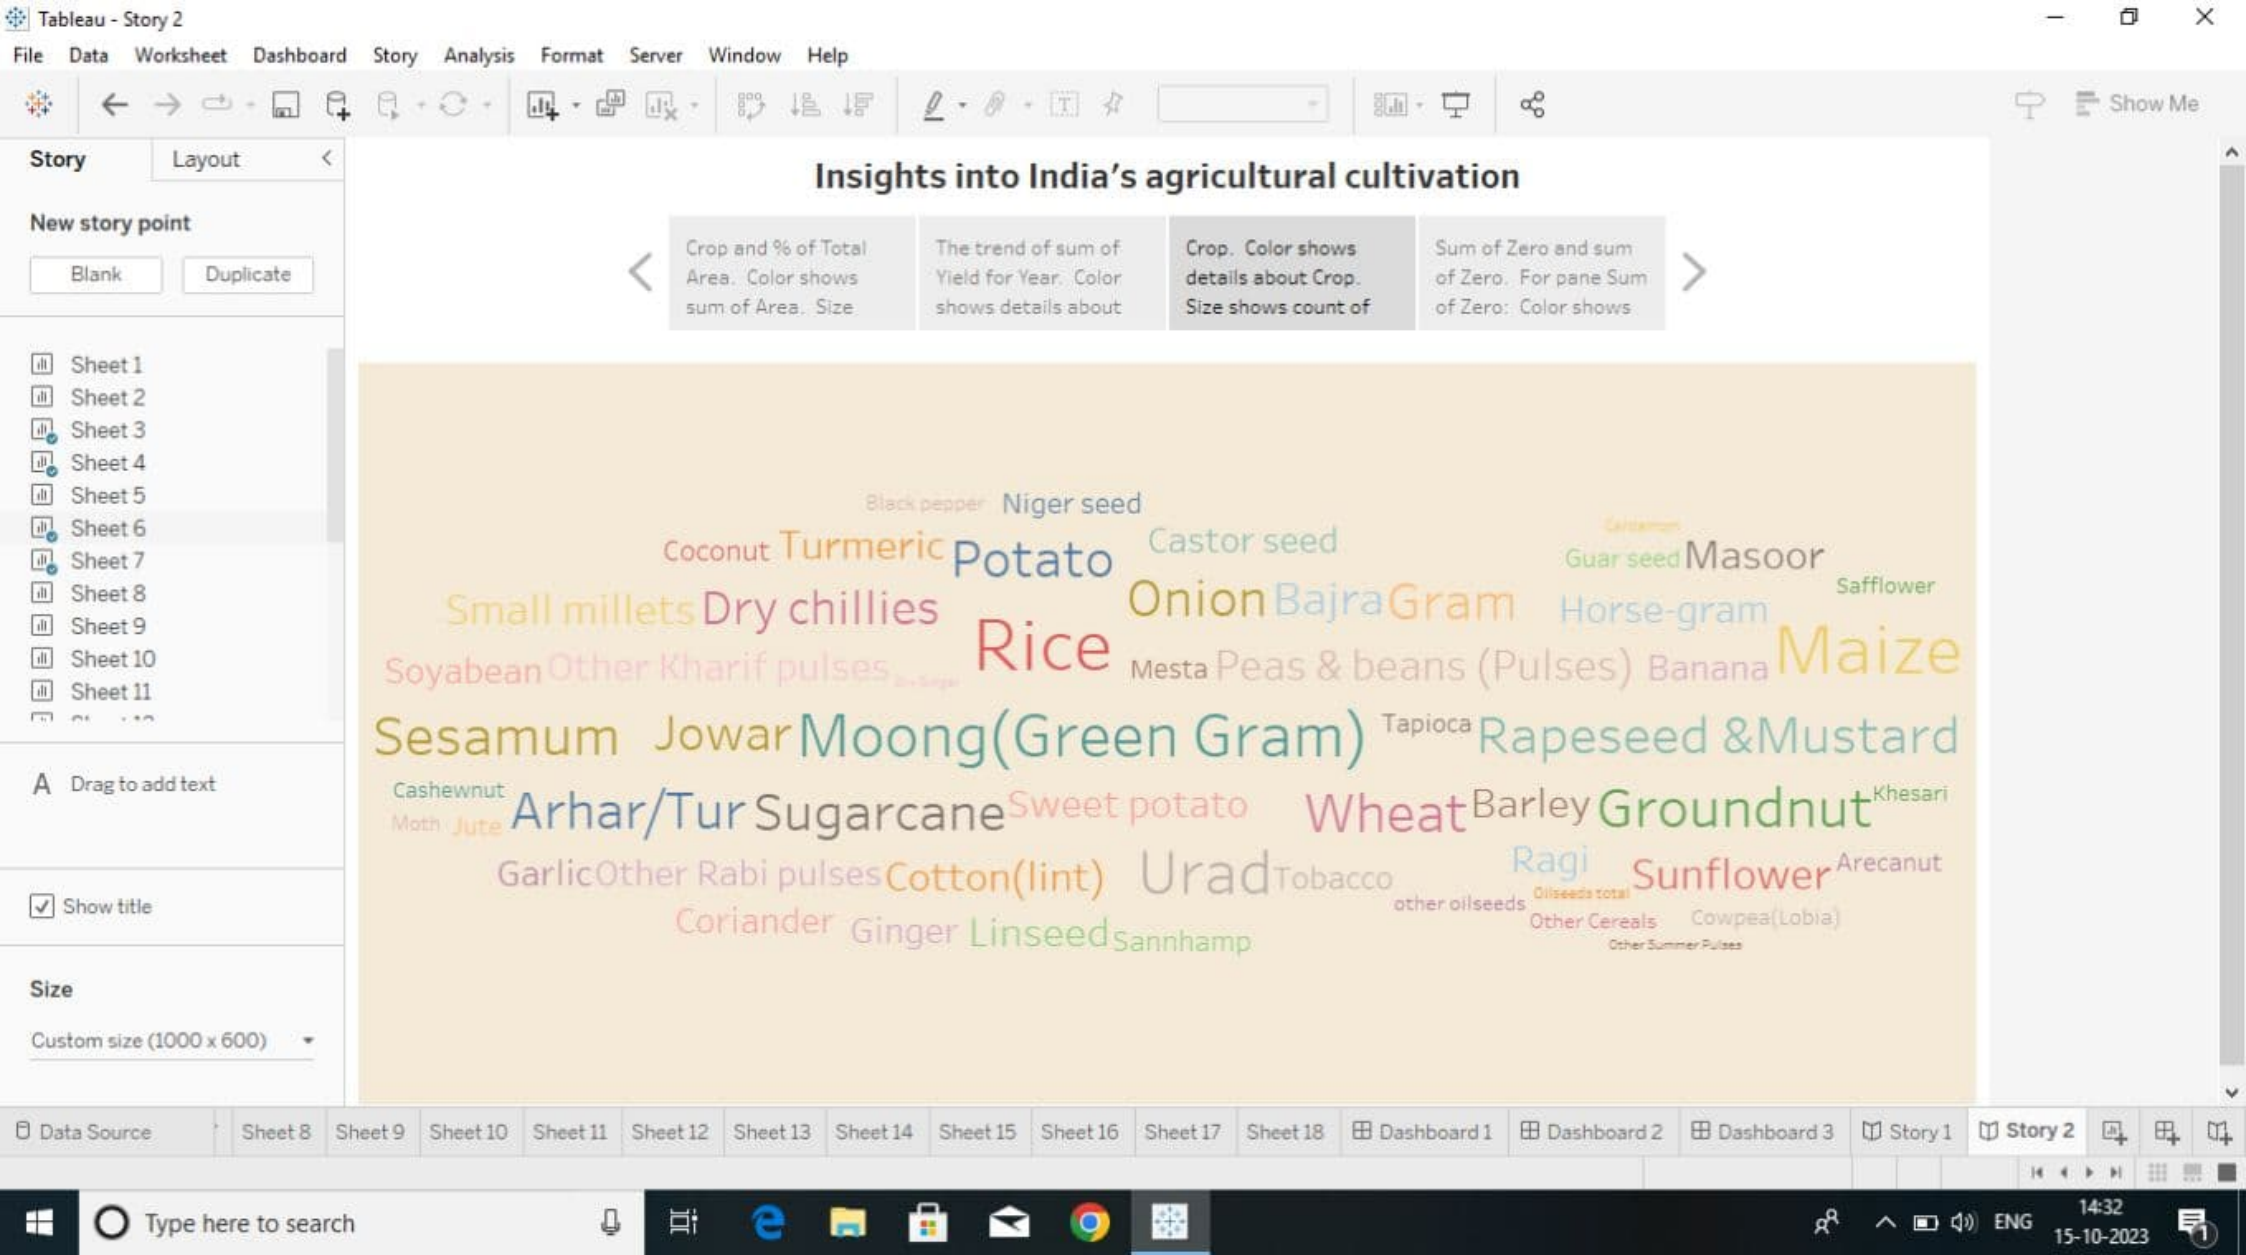 Tableau - Story 2
File Data Worksheet Dashboard Story Analysis Format Server Window Help
Show Me
Story Layout
New story point
Blank Duplicate
Sheet 1
Sheet 2
Sheet 3
Sheet 4
Sheet 5
Sheet 6
Sheet 7
Sheet 8
Sheet 9
Sheet 10
Sheet 11
A Drag to add text
Show title
Size
Custom size (1000 x 600)
Insights into India’s agricultural cultivation
Crop and % of Total
Area. Color shows
sum of Area. Size
The trend of sum of
Yield for Year. Color
shows details about
Crop. Color shows
details about Crop.
Size shows count of
Sum of Zero and sum
of Zero. For pane Sum
of Zero: Color shows
Black pepper Niger seed
Cardamom
Coconut Turmeric Potato Castor seed Guar seed Masoor
Safflower
Small millets Dry chillies Onion Bajra Gram Horse-gram
Soyabean Other Kharif pulses Rice Mesta Peas & beans (Pulses) Banana Maize
Sesamum Jowar Moong(Green Gram) Tapioca Rapeseed &Mustard
Cashewnut Arhar/Tur Sugarcane Sweet potato Wheat Barley Groundnut Khesari
Moth Jute
Garlic Other Rabi pulses Cotton(lint) Urad Tobacco Ragi Sunflower Arecanut
other oilseeds Oilseeds total
Coriander Ginger Linseed Sannhamp Other Cereals Cowpea(Lobia)
Other Summer Pulses
Data Source Sheet 8 Sheet 9 Sheet 10 Sheet 11 Sheet 12 Sheet 13 Sheet 14 Sheet 15 Sheet 16 Sheet 17 Sheet 18 Dashboard 1 Dashboard 2 Dashboard 3 Story 1 Story 2
Type here to search
ENG
14:32
15-10-2023
1